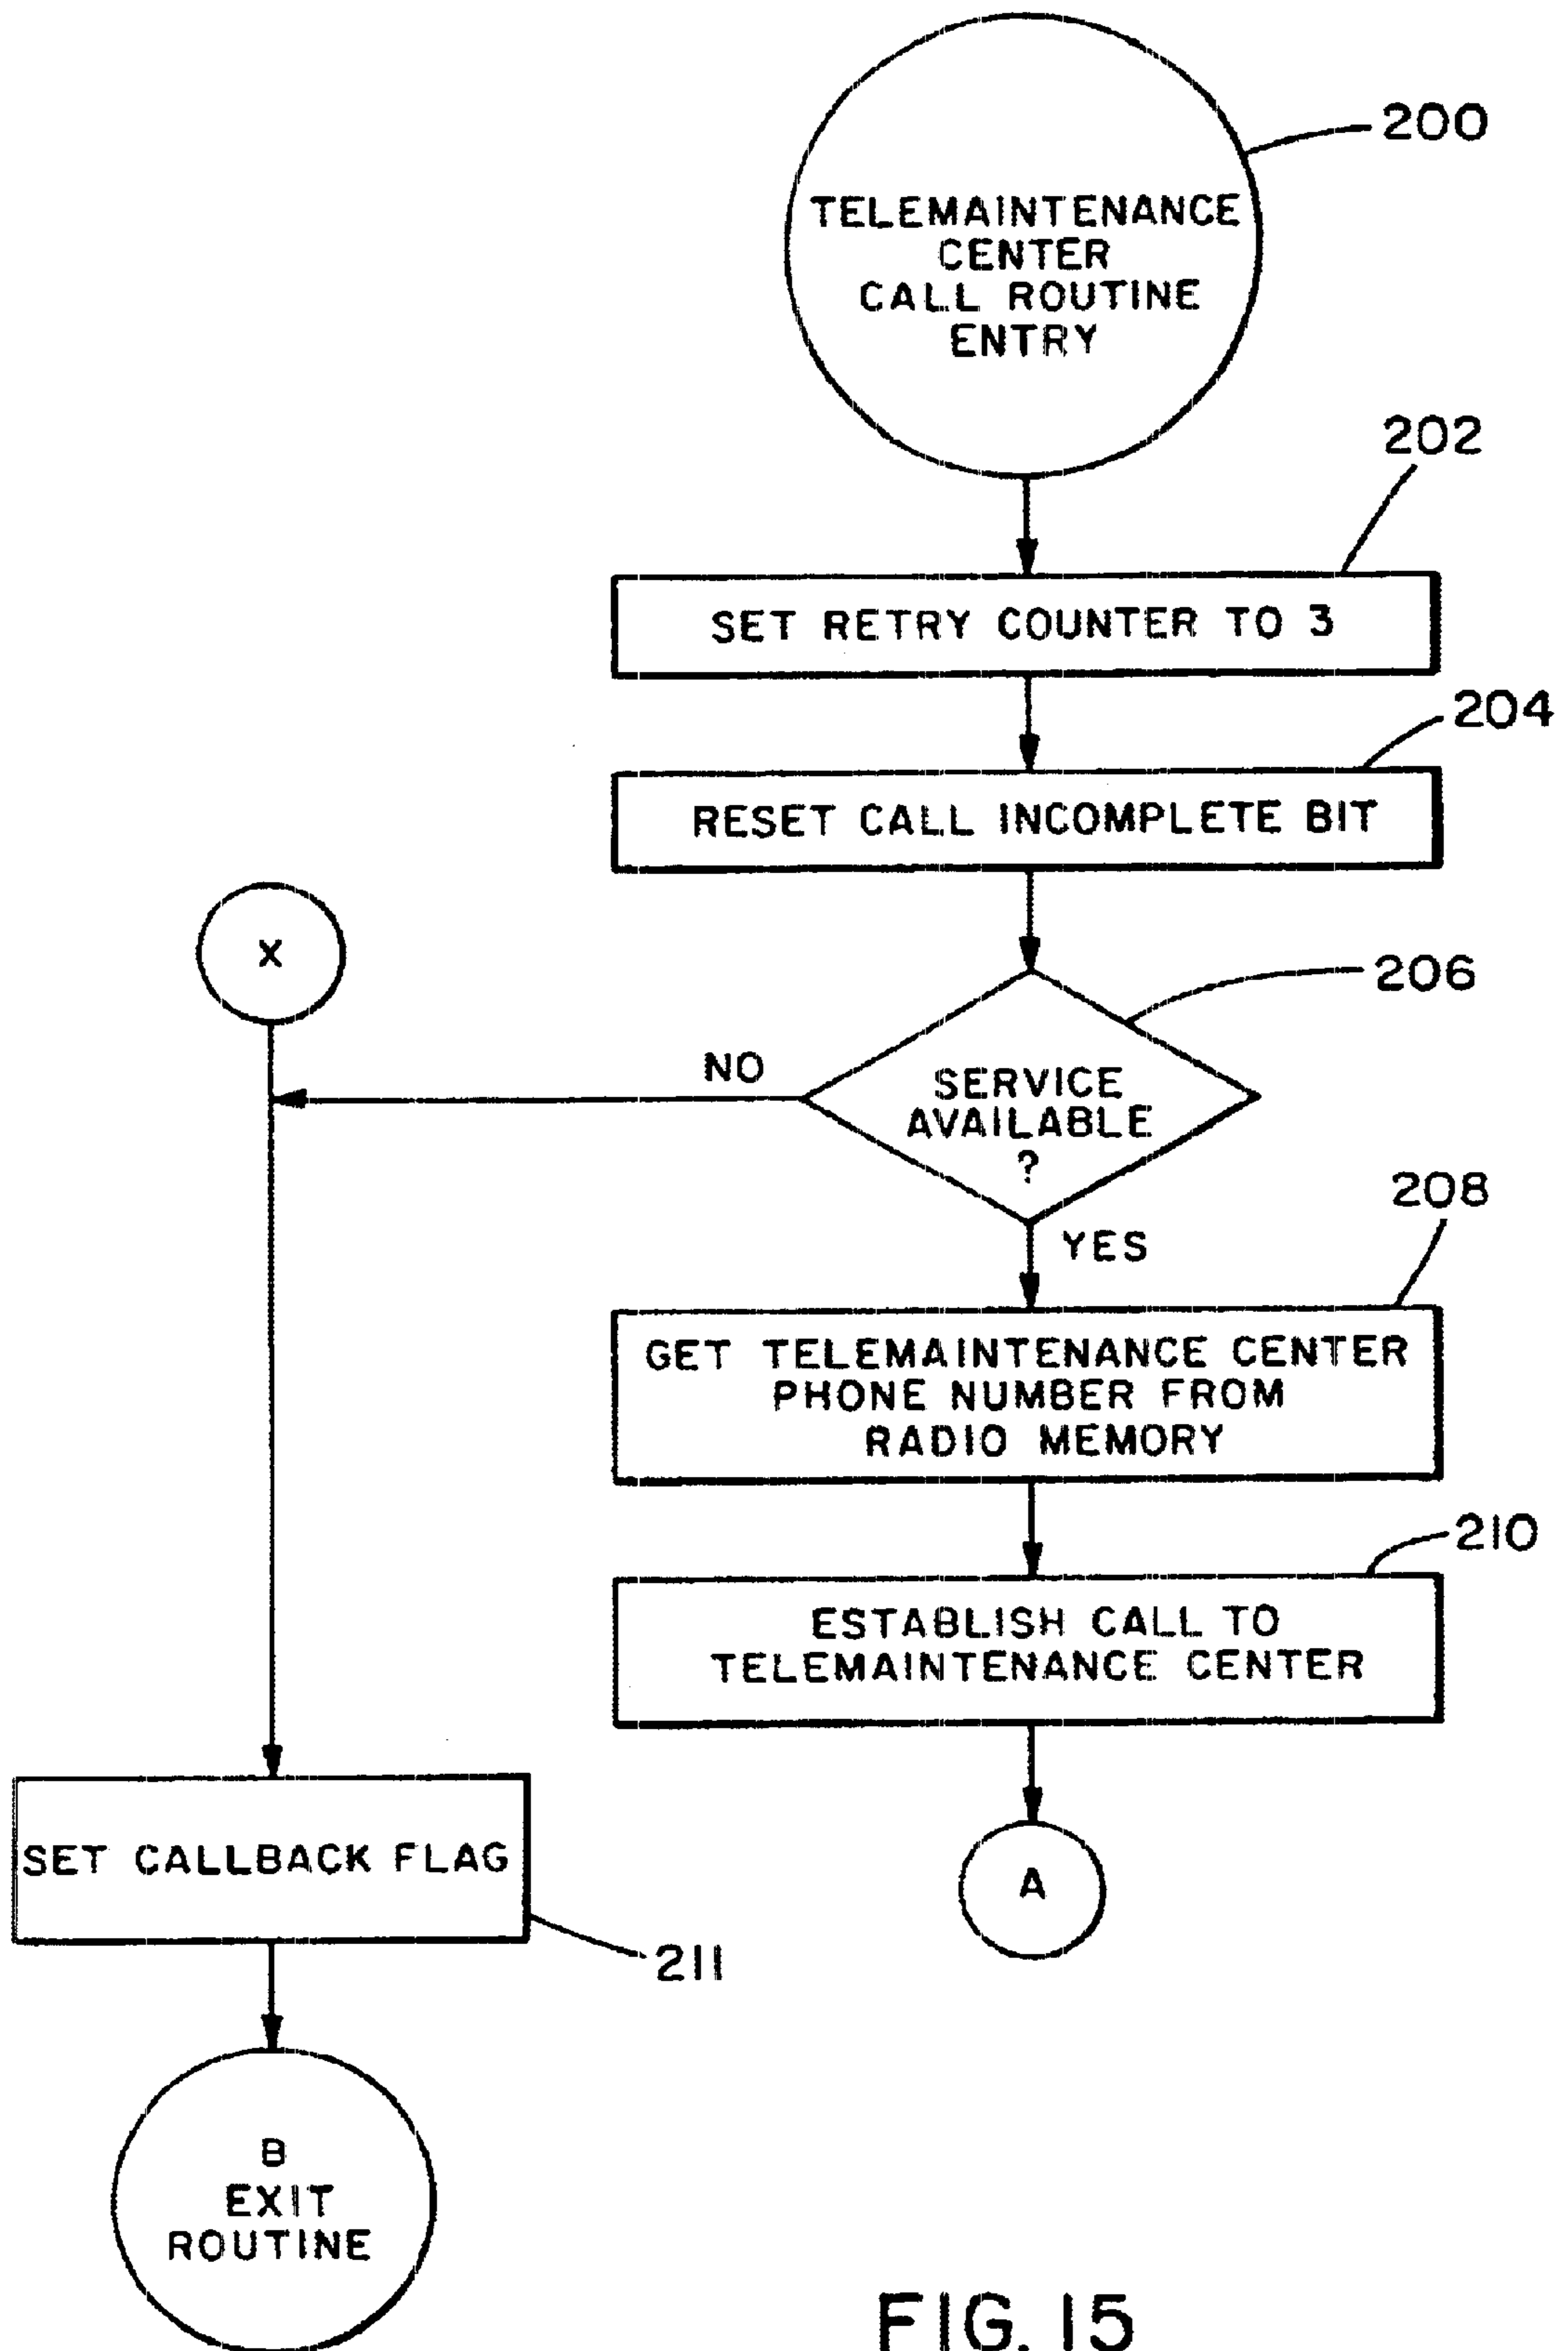 200
TELEMAINTENANCE
CENTER
CALL ROUTINE
ENTRY
202
SET RETRY COUNTER TO 3
204
RESET CALL INCOMPLETE BIT
X
206
NO
SERVICE
AVAILABLE
?
YES
208
GET TELEMAINTENANCE CENTER
PHONE NUMBER FROM
RADIO MEMORY
210
ESTABLISH CALL TO
TELEMAINTENANCE CENTER
SET CALLBACK FLAG
A
211
B
EXIT
ROUTINE
FIG. 15